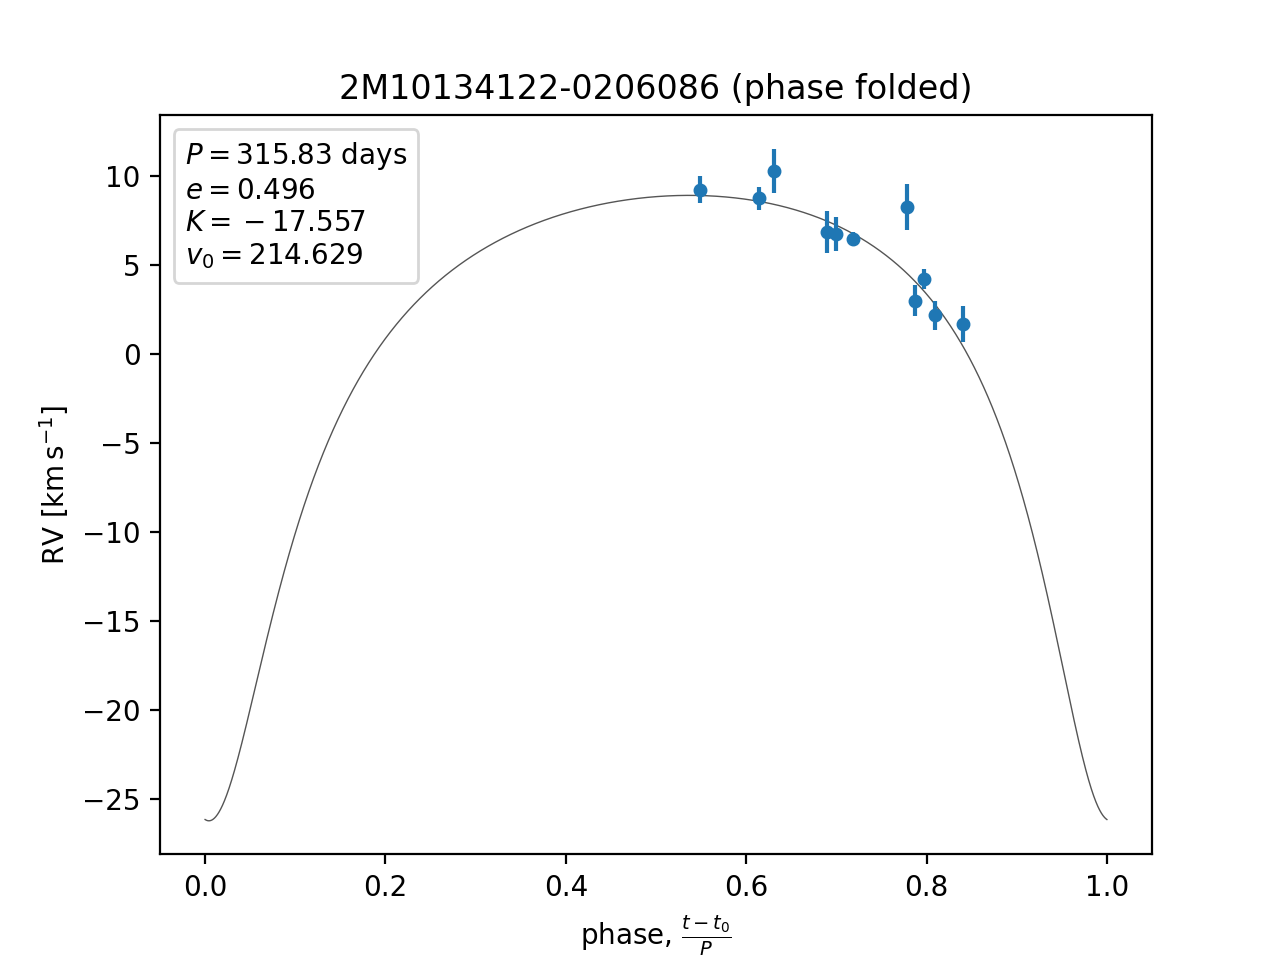 2M10134122-0206086 (phase folded)
P = 315.83 days
e = 0.496
K = −17.557
v₀ = 214.629
RV [km s⁻¹]
10
5
0
−5
−10
−15
−20
−25
0.0 0.2 0.4 0.6 0.8 1.0
phase, (t − t₀)/P